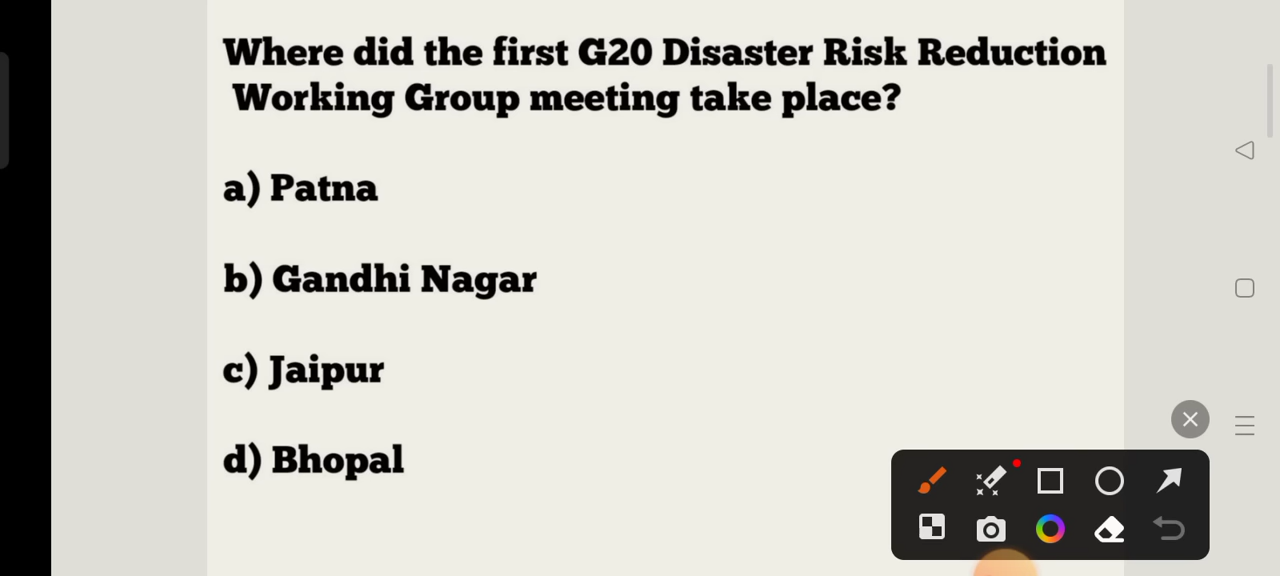 Where did the first G20 Disaster Risk Reduction
Working Group meeting take place?
a) Patna
b) Gandhi Nagar
c) Jaipur
d) Bhopal